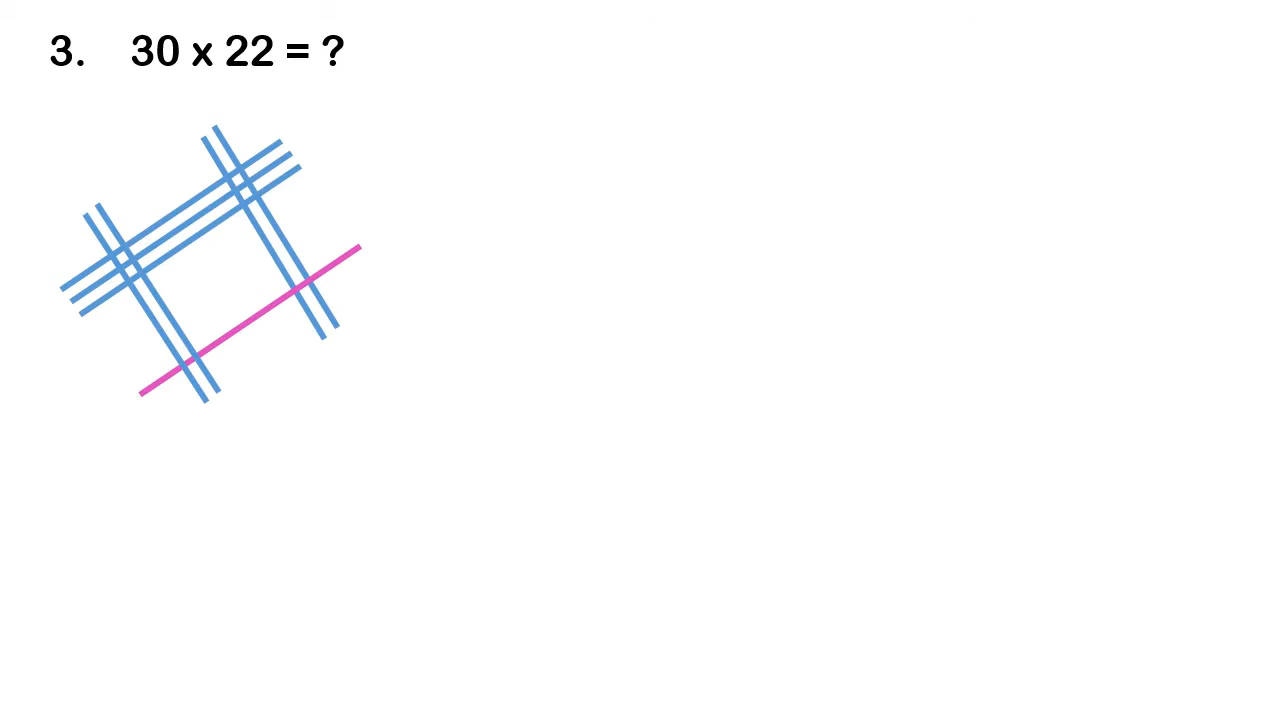 3. 30 x 22 = ?